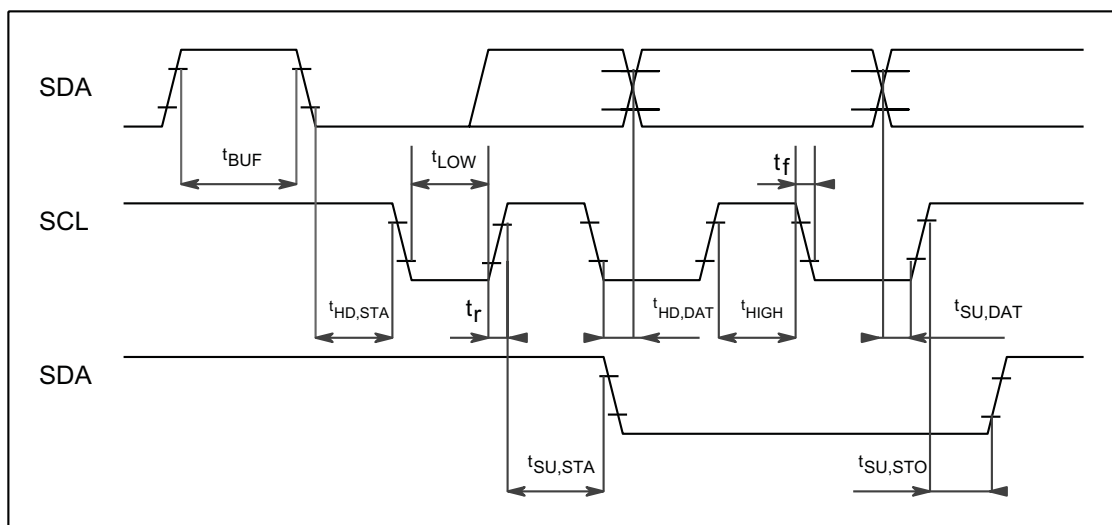 SDA
tBUF
tLOW
tf
SCL
tHD,STA
tr
tHD,DAT
tHIGH
tSU,DAT
SDA
tSU,STA
tSU,STO